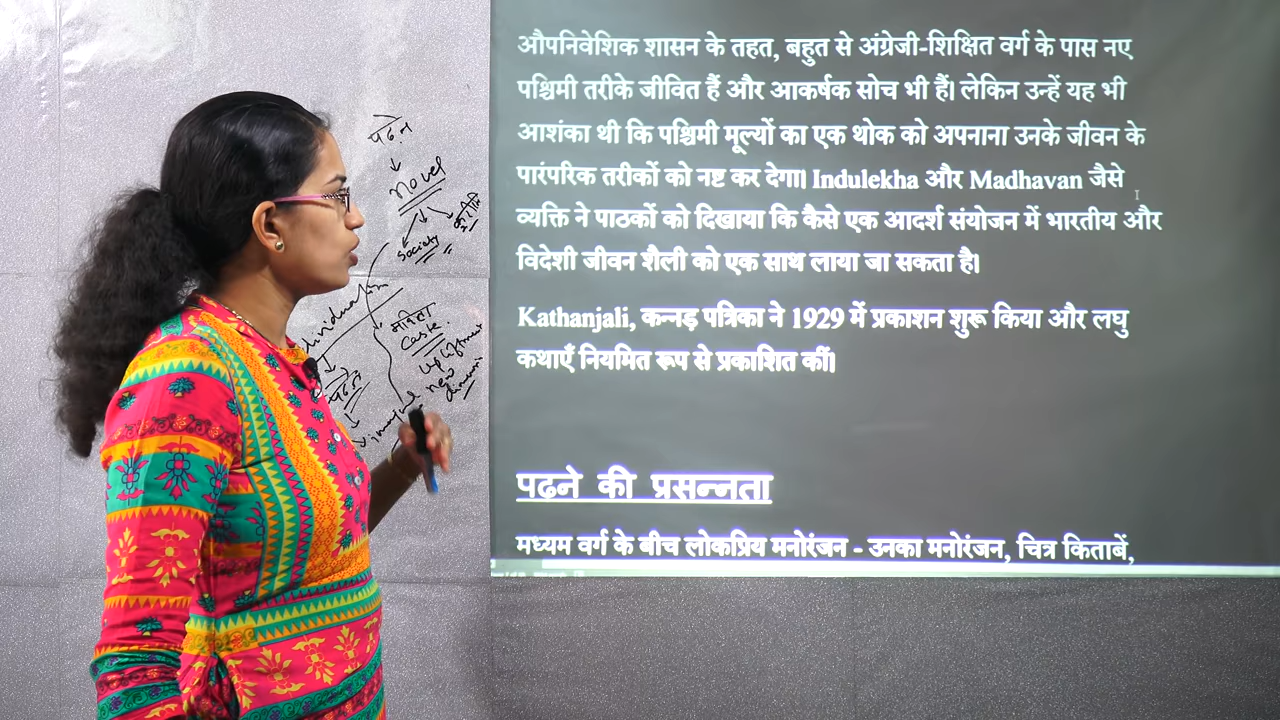 पढ़ना
↓
novel
society
औपनिवेशिक शासन के तहत, बहुत से अंग्रेजी-शिक्षित वर्ग के पास नए
पश्चिमी तरीके जीवित हैं और आकर्षक सोच भी हैं। लेकिन उन्हें यह भी
आशंका थी कि पश्चिमी मूल्यों का एक थोक को अपनाना उनके जीवन के
पारंपरिक तरीकों को नष्ट कर देगा। Indulekha और Madhavan जैसे
व्यक्ति ने पाठकों को दिखाया कि कैसे एक आदर्श संयोजन में भारतीय और
विदेशी जीवन शैली को एक साथ लाया जा सकता है।
Kathanjali, कन्नड़ पत्रिका ने 1929 में प्रकाशन शुरू किया और लघु
कथाएँ नियमित रूप से प्रकाशित कीं।
पढने की प्रसन्नता
मध्यम वर्ग के बीच लोकप्रिय मनोरंजन - उनका मनोरंजन, चित्र किताबें,
caste
upliftment
new